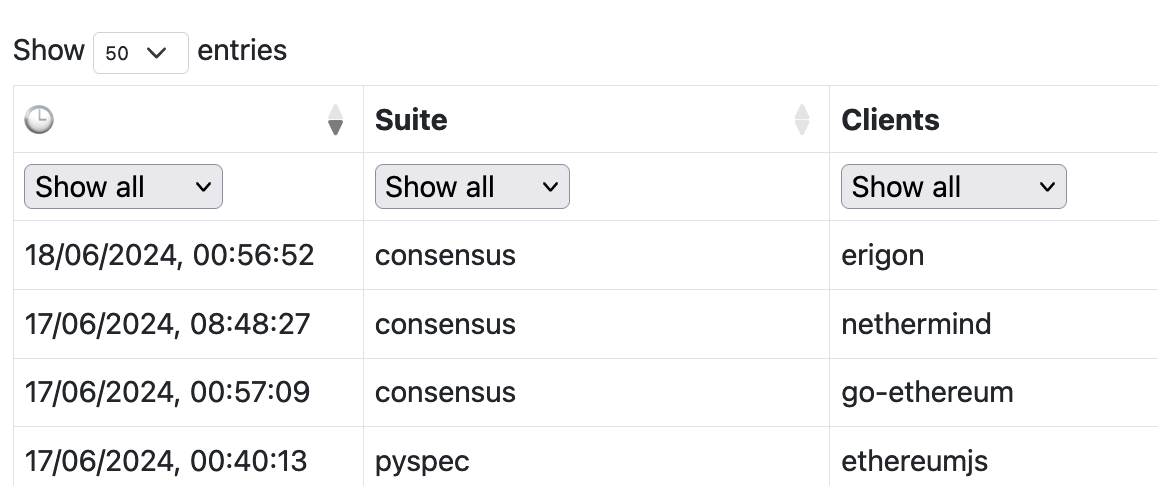 Show 50 entries
Suite Clients
Show all Show all Show all
18/06/2024, 00:56:52 consensus erigon
17/06/2024, 08:48:27 consensus nethermind
17/06/2024, 00:57:09 consensus go-ethereum
17/06/2024, 00:40:13 pyspec ethereumjs